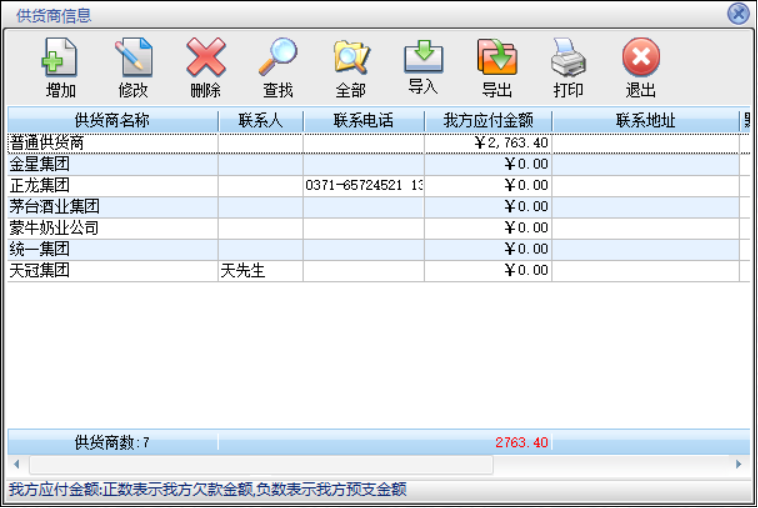 供货商信息
增加 修改 删除 查找 全部 导入 导出 打印 退出
供货商名称 联系人 联系电话 我方应付金额 联系地址
普通供货商 ￥2,763.40
金星集团 ￥0.00
正龙集团 0371-65724521 13 ￥0.00
茅台酒业集团 ￥0.00
蒙牛奶业公司 ￥0.00
统一集团 ￥0.00
天冠集团 天先生 ￥0.00
供货商数:7 2763.40
我方应付金额:正数表示我方欠款金额,负数表示我方预支金额